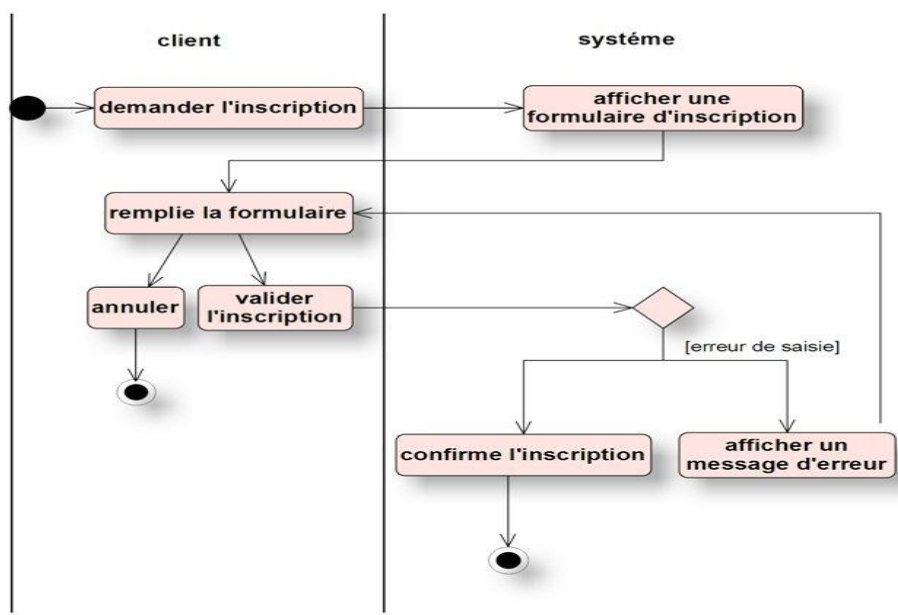 client
systéme
demander l'inscription
afficher une
formulaire d'inscription
remplie la formulaire
annuler
valider
l'inscription
[erreur de saisie]
confirme l'inscription
afficher un
message d'erreur